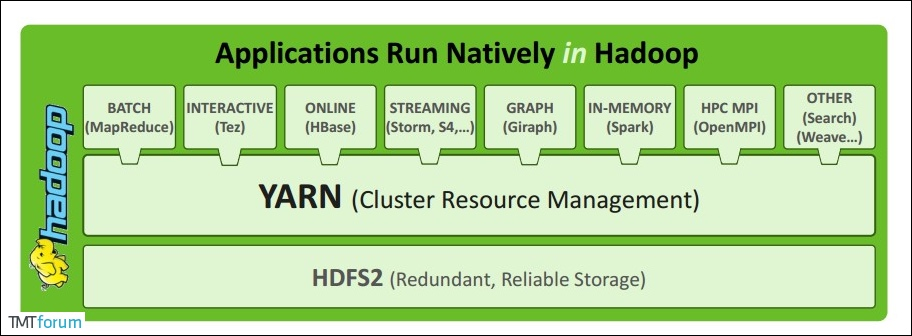 Applications Run Natively in Hadoop
hadoop
BATCH
(MapReduce)
INTERACTIVE
(Tez)
ONLINE
(HBase)
STREAMING
(Storm, S4,...)
GRAPH
(Giraph)
IN-MEMORY
(Spark)
HPC MPI
(OpenMPI)
OTHER
(Search)
(Weave...)
YARN (Cluster Resource Management)
HDFS2 (Redundant, Reliable Storage)
TMTforum